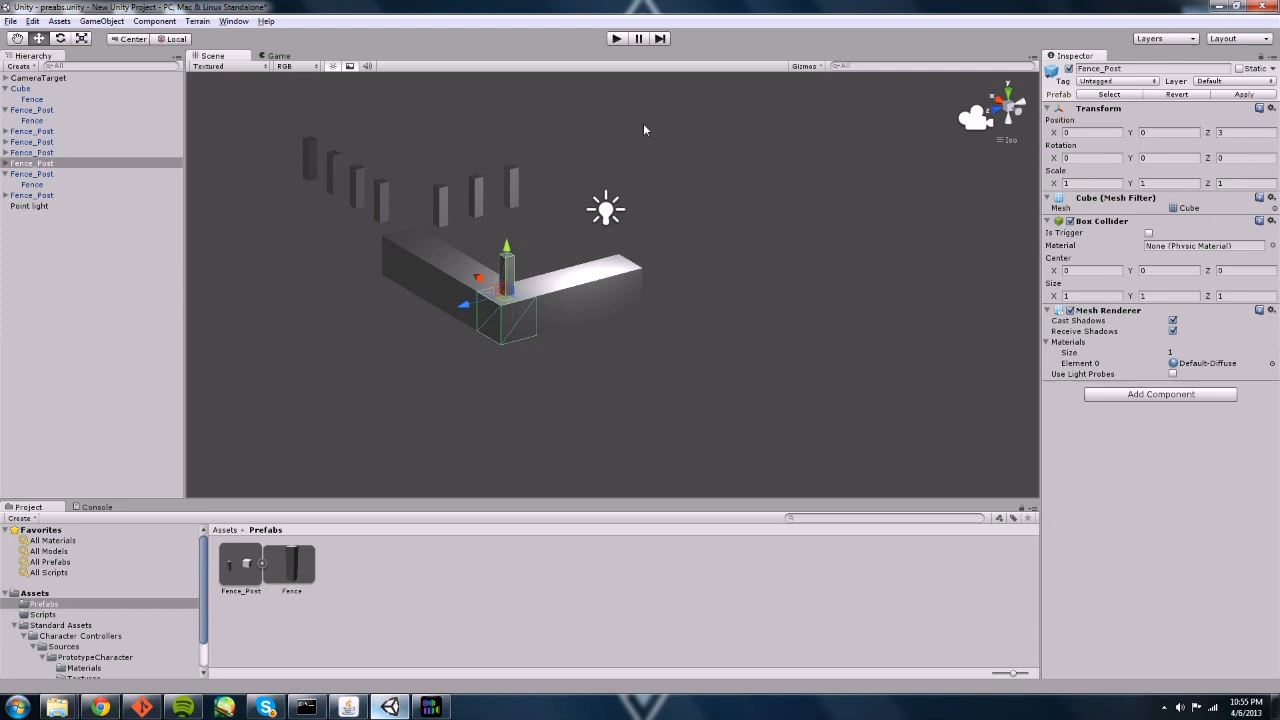 Unity - preabs.unity - New Unity Project - PC, Mac & Linux Standalone*
File Edit Assets GameObject Component Terrain Window Help
Center Local Layers Layout
Hierarchy
Create All
CameraTarget
Cube
Fence
Fence_Post
Fence
Fence_Post
Fence_Post
Fence_Post
Fence_Post
Fence_Post
Fence
Fence_Post
Point light
Scene Game
Textured RGB Gizmos All
y
x
z
Iso
Inspector
Fence_Post Static
Tag Untagged Layer Default
Prefab Select Revert Apply
Transform
Position
X 0 Y 0 Z 3
Rotation
X 0 Y 0 Z 0
Scale
X 1 Y 1 Z 1
Cube (Mesh Filter)
Mesh Cube
Box Collider
Is Trigger
Material None (Physic Material)
Center
X 0 Y 0 Z 0
Size
X 1 Y 1 Z 1
Mesh Renderer
Cast Shadows
Receive Shadows
Materials
Size 1
Element 0 Default-Diffuse
Use Light Probes
Add Component
Project Console
Create
Favorites
All Materials
All Models
All Prefabs
All Scripts
Assets
Prefabs
Scripts
Standard Assets
Character Controllers
Sources
PrototypeCharacter
Materials
Assets Prefabs
Fence_Post Fence
10:55 PM
4/6/2013